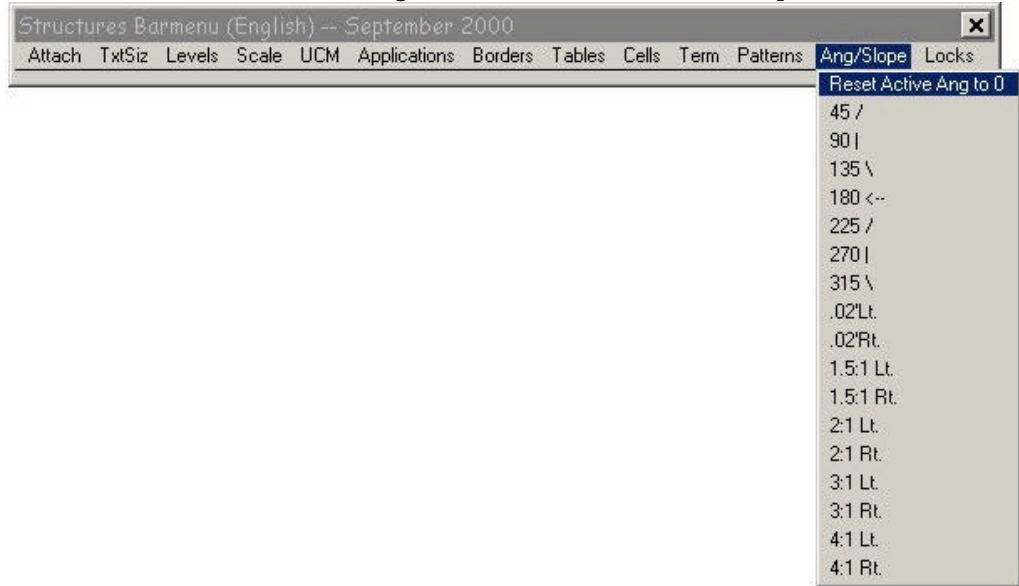 Structures Barmenu (English) -- September 2000
Attach TxtSiz Levels Scale UCM Applications Borders Tables Cells Term Patterns Ang/Slope Locks
Reset Active Ang to 0
45 /
90 |
135 \
180 <--
225 /
270 |
315 \
.02'Lt.
.02'Rt.
1.5:1 Lt.
1.5:1 Rt.
2:1 Lt.
2:1 Rt.
3:1 Lt.
3:1 Rt.
4:1 Lt.
4:1 Rt.